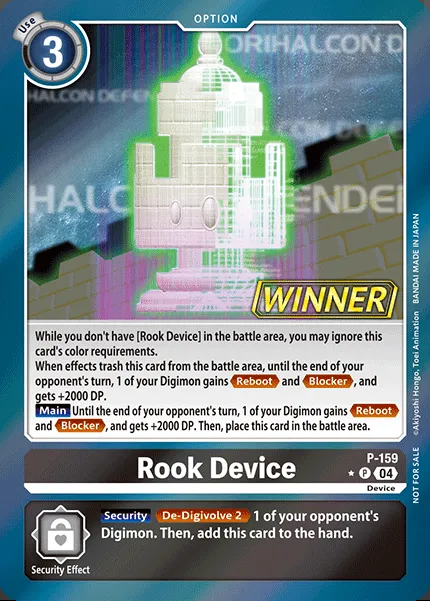 OPTION
Use
3
ORIHALCON DE
HALCON DEFEN
HALC
ENDER
WINNER
While you don't have [Rook Device] in the battle area, you may ignore this
card's color requirements.
When effects trash this card from the battle area, until the end of your
opponent's turn, 1 of your Digimon gains Reboot and Blocker, and
gets +2000 DP.
Main Until the end of your opponent's turn, 1 of your Digimon gains Reboot
and Blocker, and gets +2000 DP. Then, place this card in the battle area.
Rook Device
P-159
★ P 04
Device
Security De-Digivolve 2 1 of your opponent's
Digimon. Then, add this card to the hand.
Security Effect
NOT FOR SALE ©Akiyoshi Hongo, Toei Animation BANDAI MADE IN JAPAN